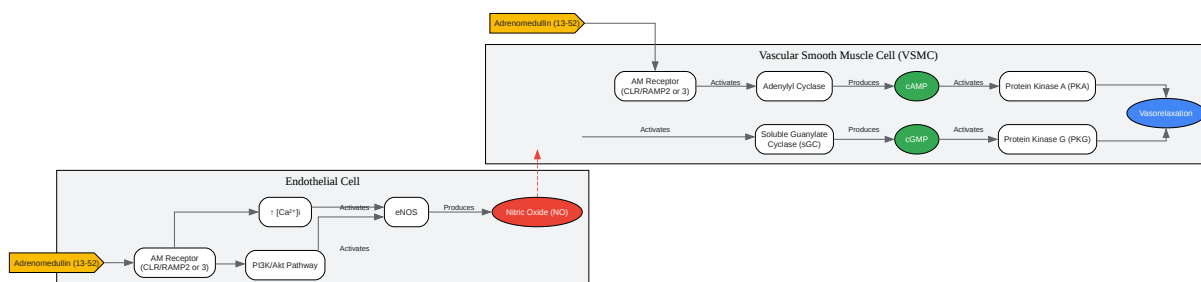 Adrenomedullin (13-52)
Vascular Smooth Muscle Cell (VSMC)
AM Receptor
(CLR/RAMP2 or 3)
Activates
Adenylyl Cyclase
Produces
cAMP
Activates
Protein Kinase A (PKA)
Vasorelaxation
Activates
Soluble Guanylate
Cyclase (sGC)
Produces
cGMP
Activates
Protein Kinase G (PKG)
Endothelial Cell
↑ [Ca²⁺]i
Activates
eNOS
Produces
Nitric Oxide (NO)
Activates
Adrenomedullin (13-52)
AM Receptor
(CLR/RAMP2 or 3)
PI3K/Akt Pathway